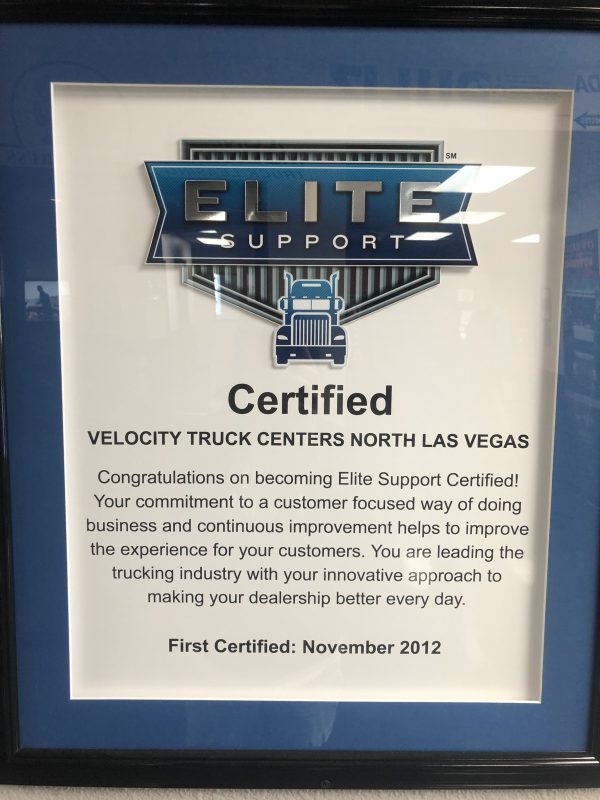 ELITE SM
SUPPORT
Certified
VELOCITY TRUCK CENTERS NORTH LAS VEGAS
Congratulations on becoming Elite Support Certified!
Your commitment to a customer focused way of doing
business and continuous improvement helps to improve
the experience for your customers. You are leading the
trucking industry with your innovative approach to
making your dealership better every day.
First Certified: November 2012